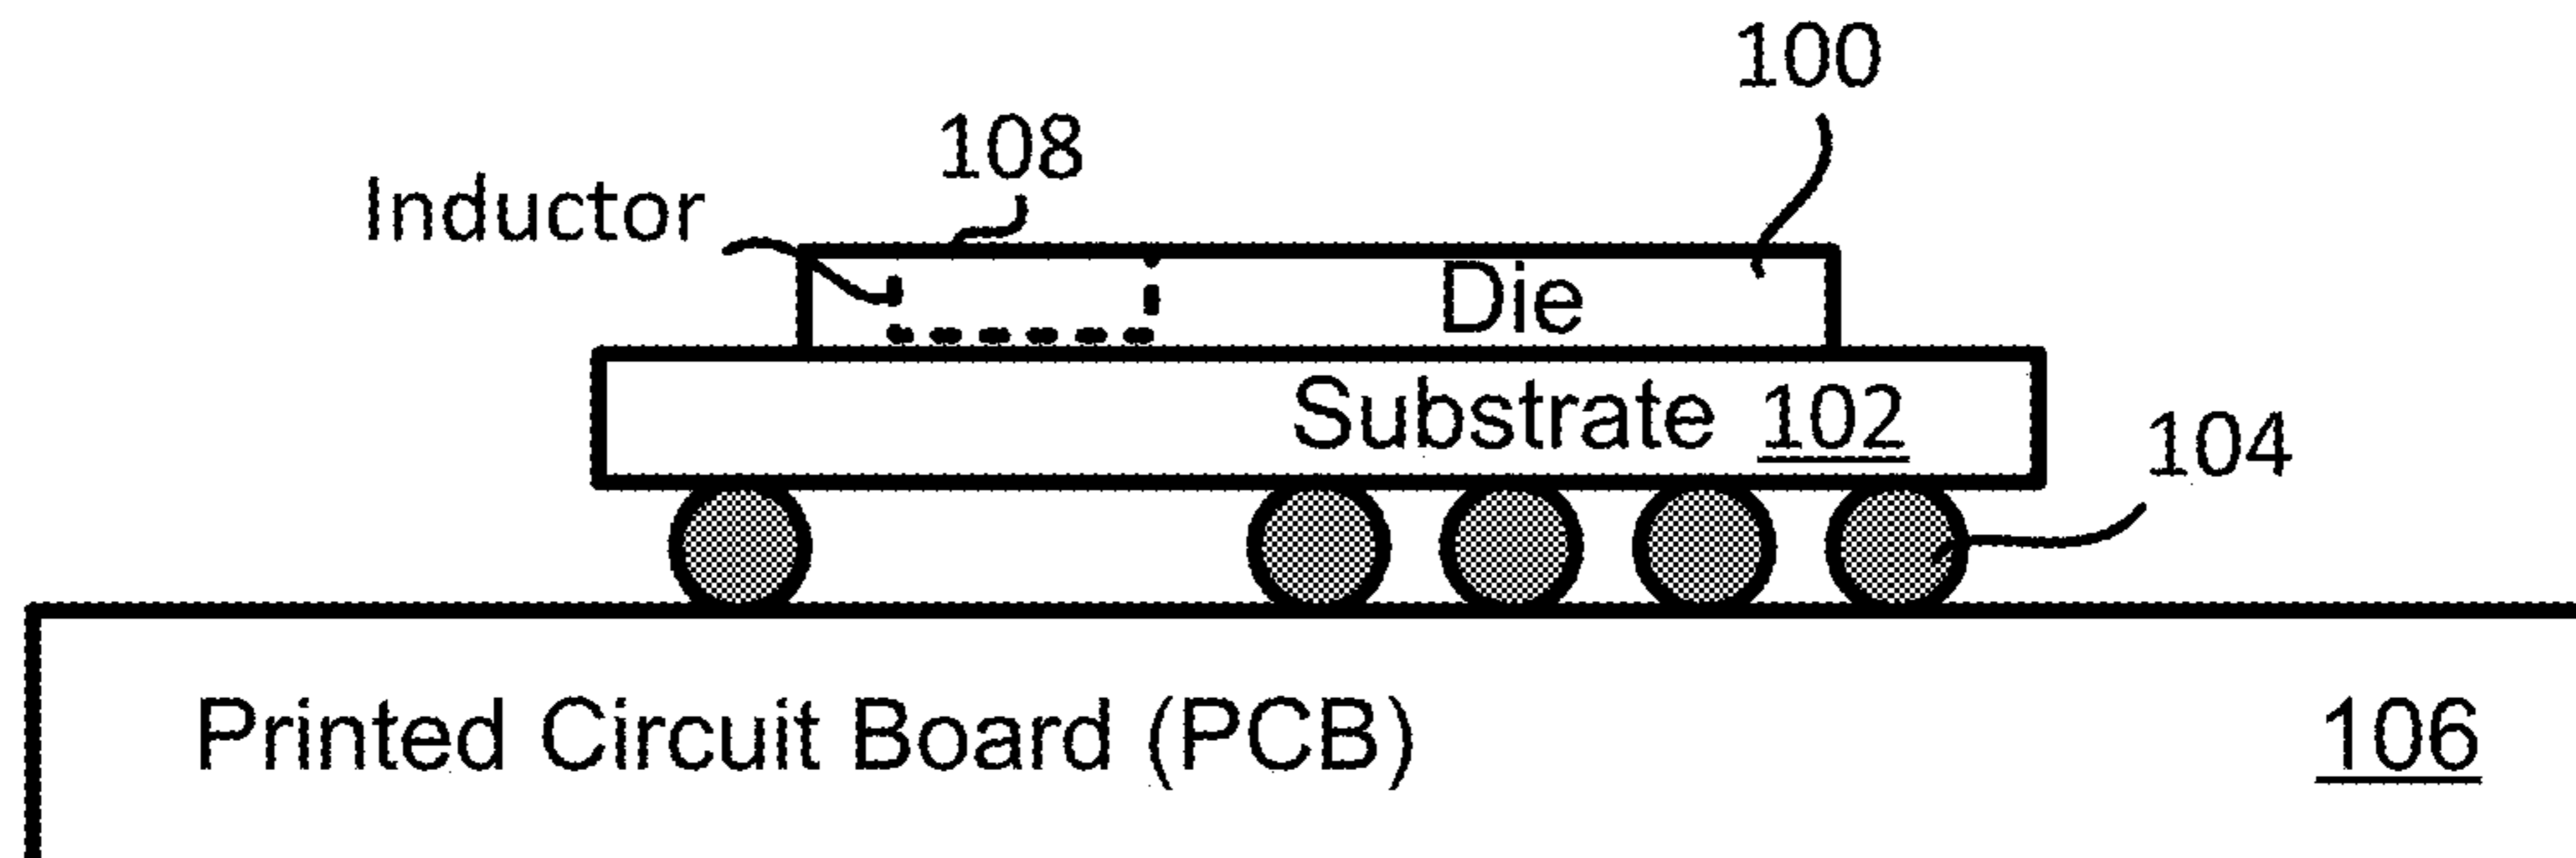 100
108
Inductor
Die
Substrate 102
104
Printed Circuit Board (PCB) 106